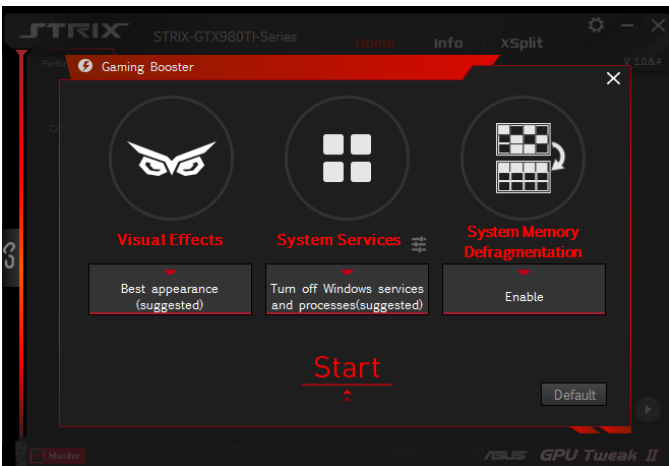 STRIX
STRIX-GTX980TI-Series
Home
Info
XSplit
V 1.0.6.4
Gaming Booster
Visual Effects
System Services
System Memory
Defragmentation
Best appearance
(suggested)
Turn off Windows services
and processes(suggested)
Enable
Start
Default
Monitor
ASUS GPU Tweak II